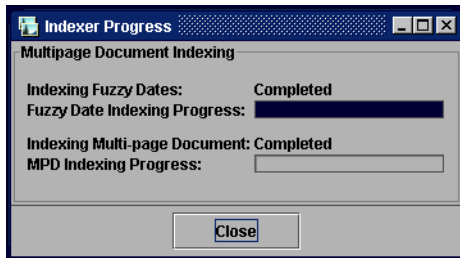 Indexer Progress
Multipage Document Indexing
Indexing Fuzzy Dates: Completed
Fuzzy Date Indexing Progress:
Indexing Multi-page Document: Completed
MPD Indexing Progress:
Close